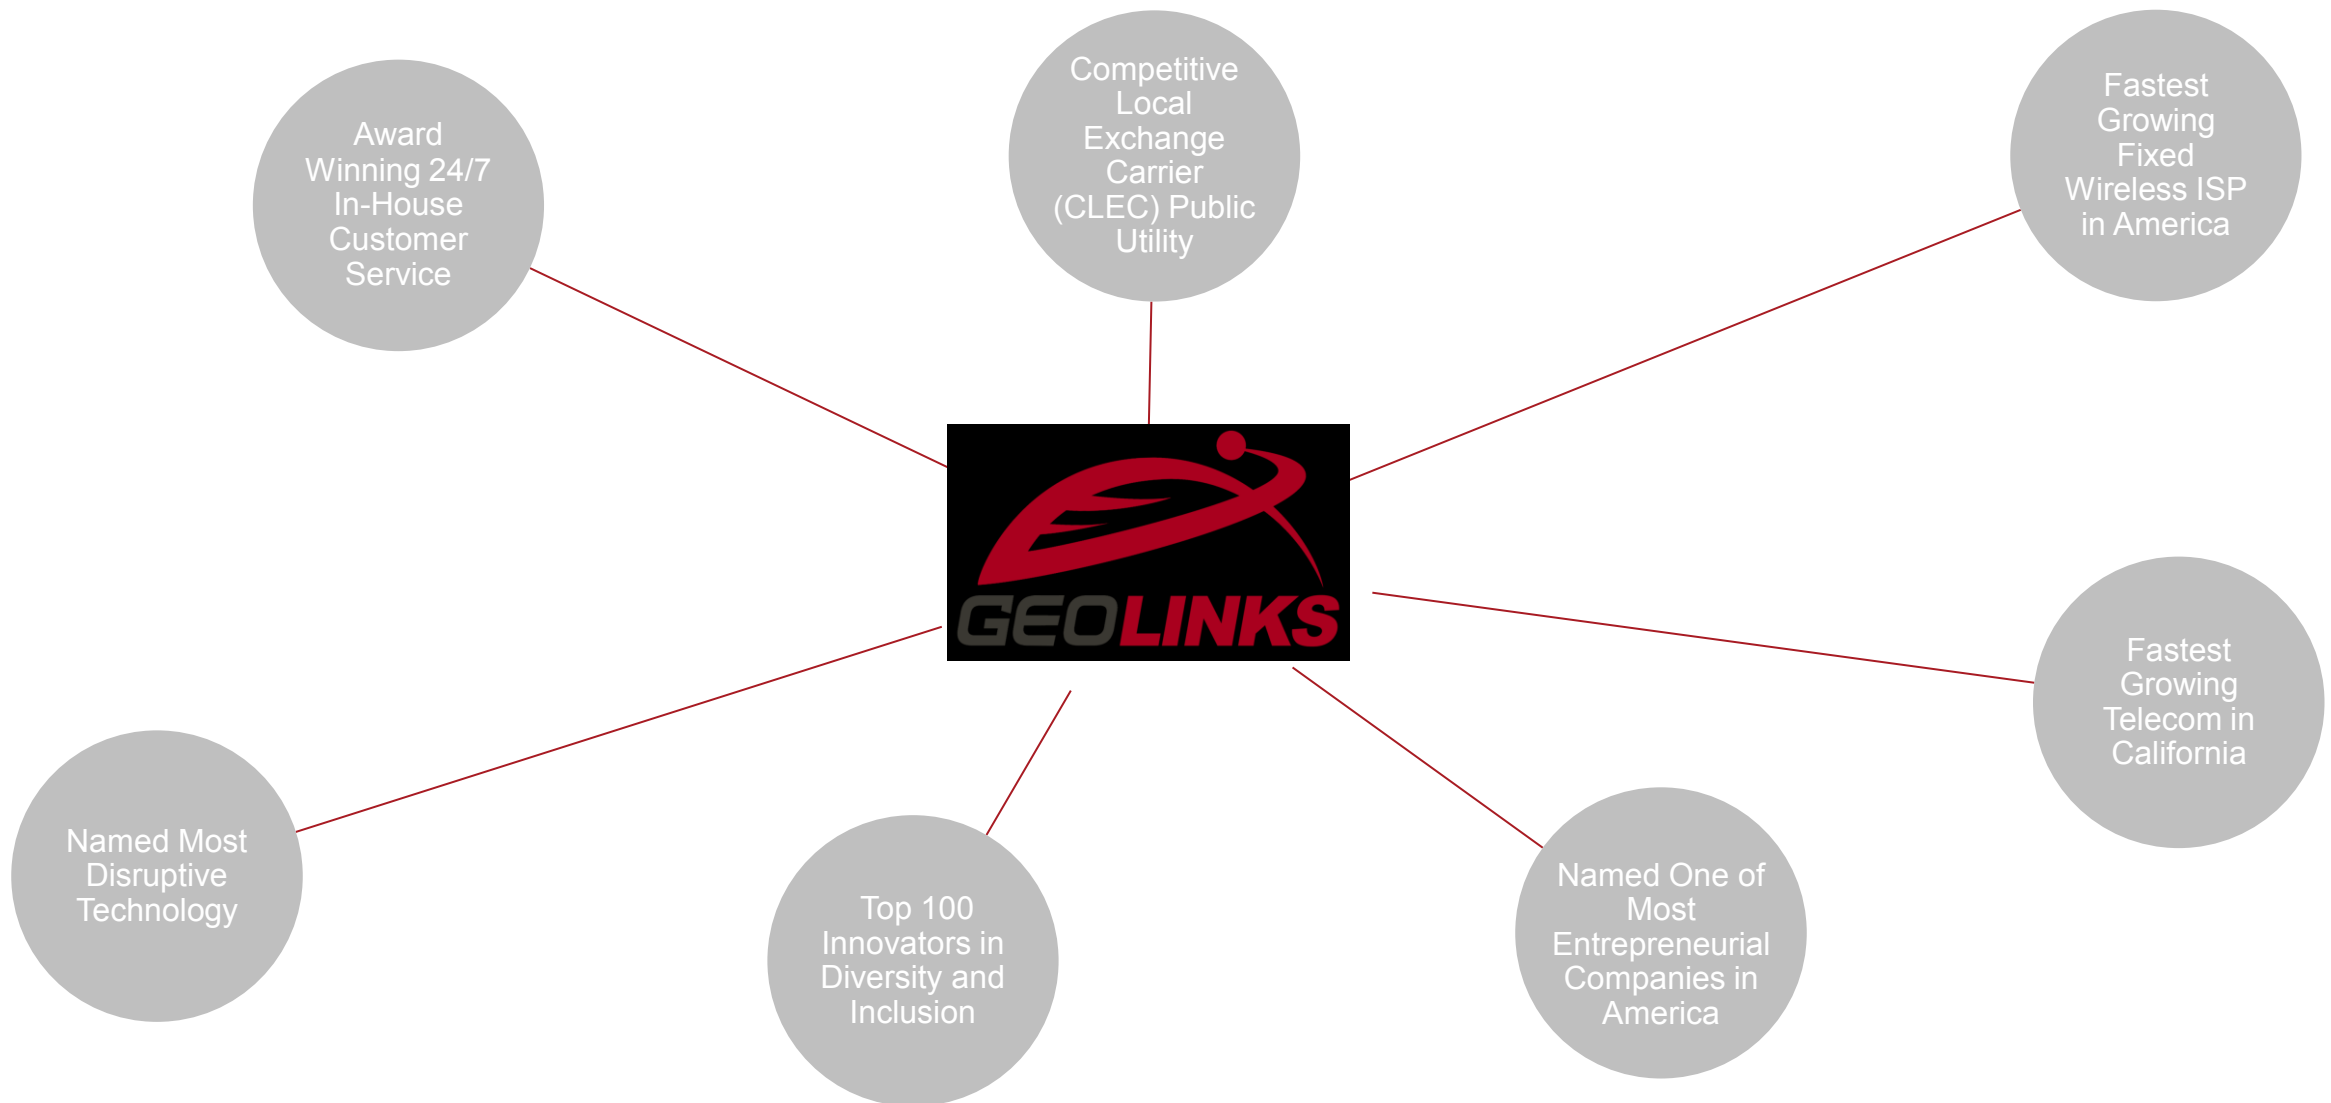 Award
Winning 24/7
In-House
Customer
Service
Competitive
Local
Exchange
Carrier
(CLEC) Public
Utility
Fastest
Growing
Fixed
Wireless ISP
in America
GEOLINKS
Fastest
Growing
Telecom in
California
Named Most
Disruptive
Technology
Top 100
Innovators in
Diversity and
Inclusion
Named One of
Most
Entrepreneurial
Companies in
America